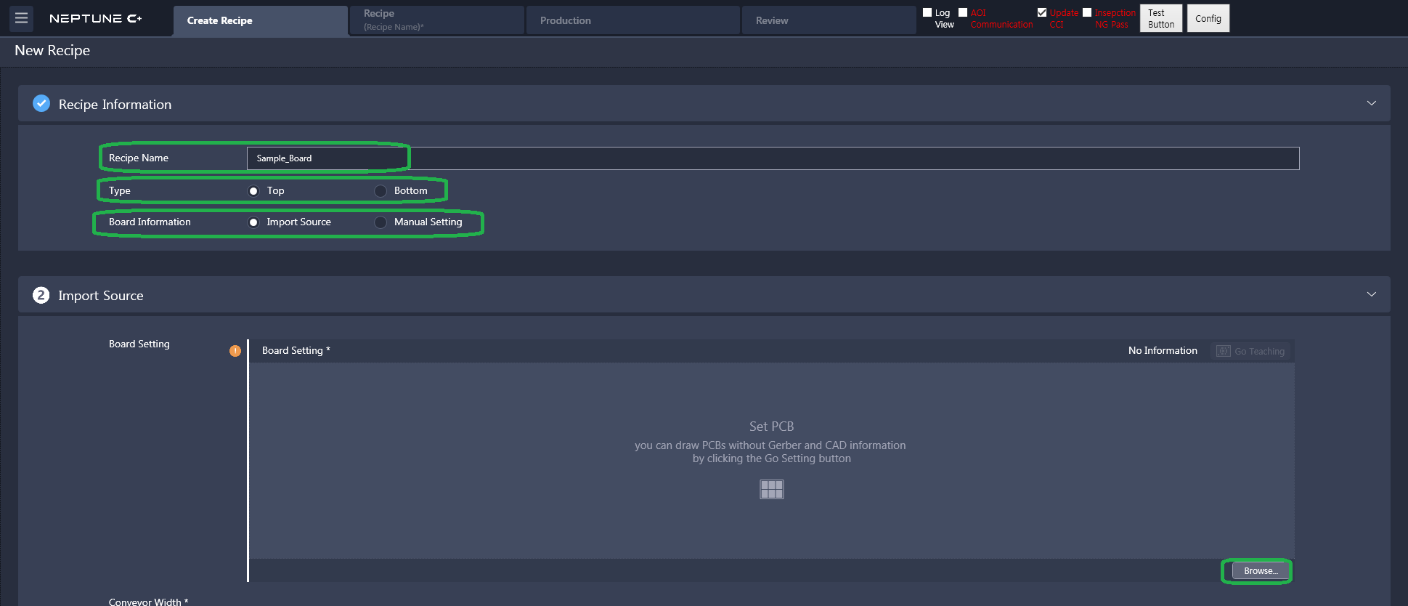 NEPTUNE C+
Create Recipe
Recipe
(Recipe Name)*
Production
Review
Log
View
AOI
Communication
Update
CCI
Insepction
NG Pass
Test
Button
Config
New Recipe
Recipe Information
Recipe Name
Sample_Board
Type
Top
Bottom
Board Information
Import Source
Manual Setting
2
Import Source
Board Setting
!
Board Setting *
No Information
Go Teaching
Set PCB
you can draw PCBs without Gerber and CAD information
by clicking the Go Setting button
Browse...
Conveyor Width *